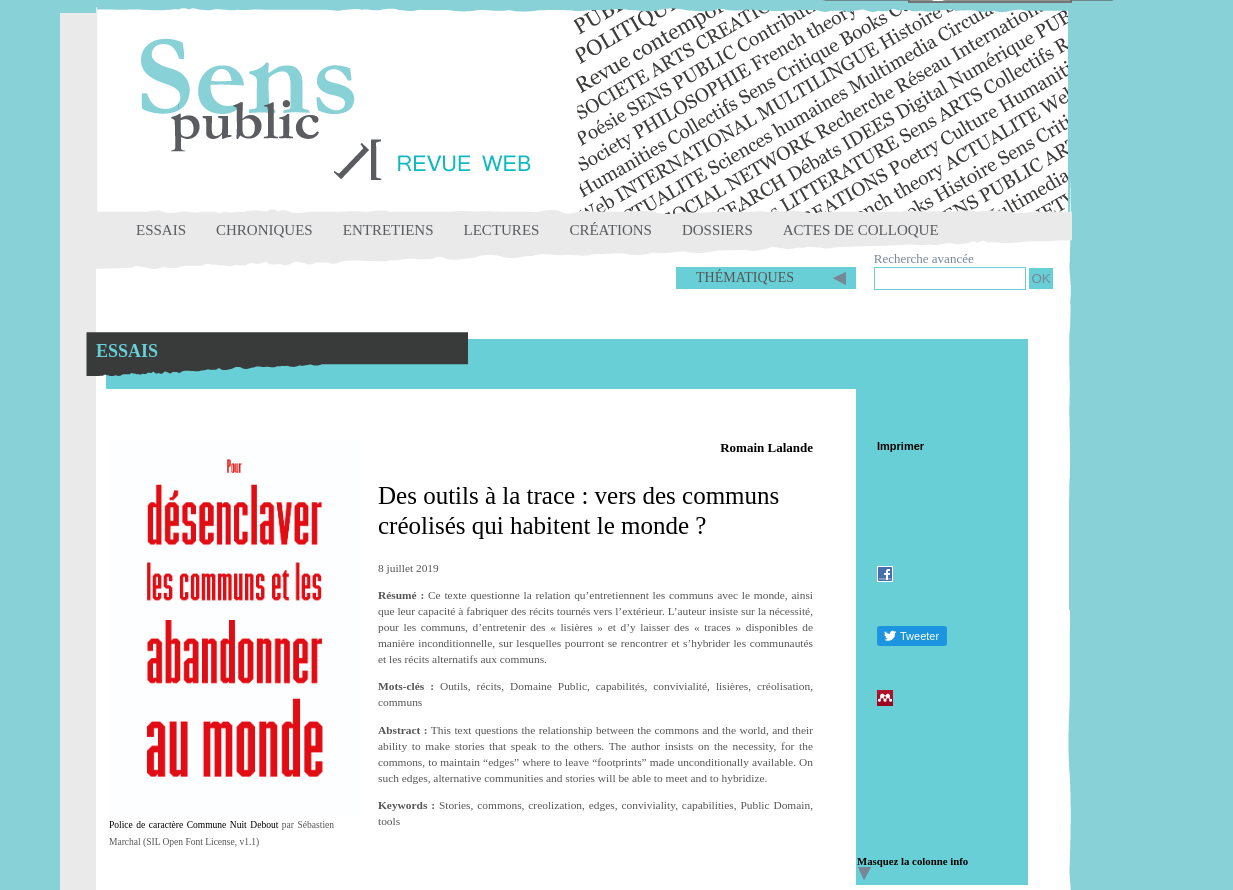 Sens
public
REVUE WEB
PUBLIC
POLITIQUE
Revue contemporaine
SOCIETE ARTS CREATIONS
Poésie SENS PUBLIC Contributions
Society PHILOSOPHIE French theory
Humanities Collectifs Sens Critique Books
Web INTERNATIONAL MULTILINGUE Histoire
ACTUALITE Sciences humaines Multimedia Circula
SOCIAL NETWORK Recherche Réseau International
RESEARCH Débats IDEES Digital Numérique PUB
LITTERATURE Sens ARTS Collectifs
CREATIONS Poetry Culture Humanities
French theory ACTUALITE Web
Books Histoire Sens Critique
SENS PUBLIC ARTS
Multimedia
ESSAIS CHRONIQUES ENTRETIENS LECTURES CRÉATIONS DOSSIERS ACTES DE COLLOQUE
Recherche avancée
THÉMATIQUES
OK
ESSAIS
Romain Lalande
Imprimer
Pour
désenclaver
les communs et les
abandonner
au monde
Des outils à la trace : vers des communs
créolisés qui habitent le monde ?
8 juillet 2019
Résumé : Ce texte questionne la relation qu’entretiennent les communs avec le monde, ainsi
que leur capacité à fabriquer des récits tournés vers l’extérieur. L’auteur insiste sur la nécessité,
pour les communs, d’entretenir des « lisières » et d’y laisser des « traces » disponibles de
manière inconditionnelle, sur lesquelles pourront se rencontrer et s’hybrider les communautés
et les récits alternatifs aux communs.
Mots-clés : Outils, récits, Domaine Public, capabilités, convivialité, lisières, créolisation,
communs
Abstract : This text questions the relationship between the commons and the world, and their
ability to make stories that speak to the others. The author insists on the necessity, for the
commons, to maintain “edges” where to leave “footprints” made unconditionally available. On
such edges, alternative communities and stories will be able to meet and to hybridize.
Keywords : Stories, commons, creolization, edges, conviviality, capabilities, Public Domain,
tools
Tweeter
Police de caractère Commune Nuit Debout par Sébastien
Marchal (SIL Open Font License, v1.1)
Masquez la colonne info